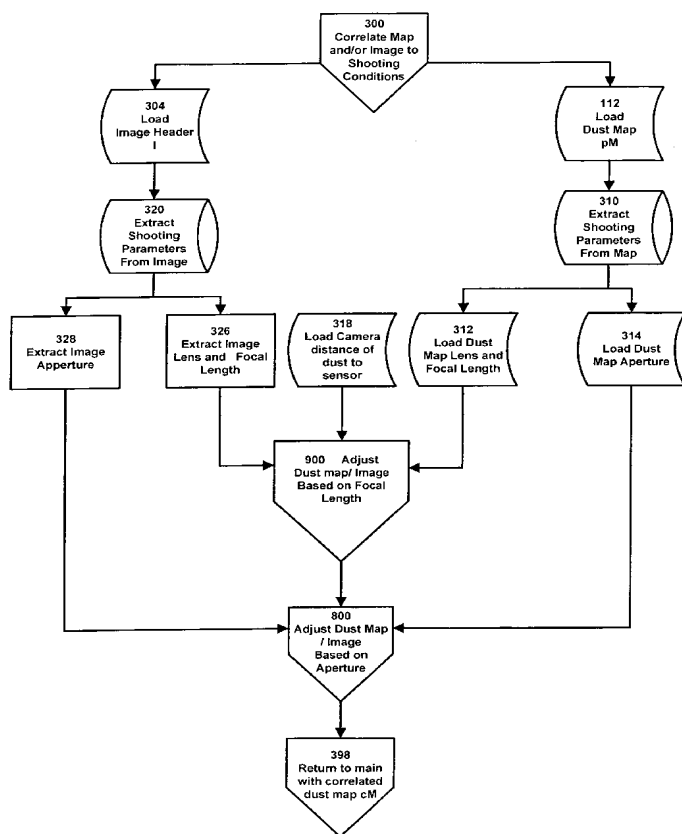 300
Correlate Map
and/or Image to
Shooting
Conditions
304
Load
Image Header
I
112
Load
Dust Map
pM
320
Extract
Shooting
Parameters
From Image
310
Extract
Shooting
Parameters
From Map
328
Extract Image
Apperture
326
Extract Image
Lens and Focal
Length
318
Load Camera
distance of
dust to
sensor
312
Load Dust
Map Lens and
Focal Length
314
Load Dust
Map Aperture
900 Adjust
Dust map/ Image
Based on Focal
Length
800
Adjust Dust Map
/ Image
Based on
Aperture
398
Return to main
with correlated
dust map cM